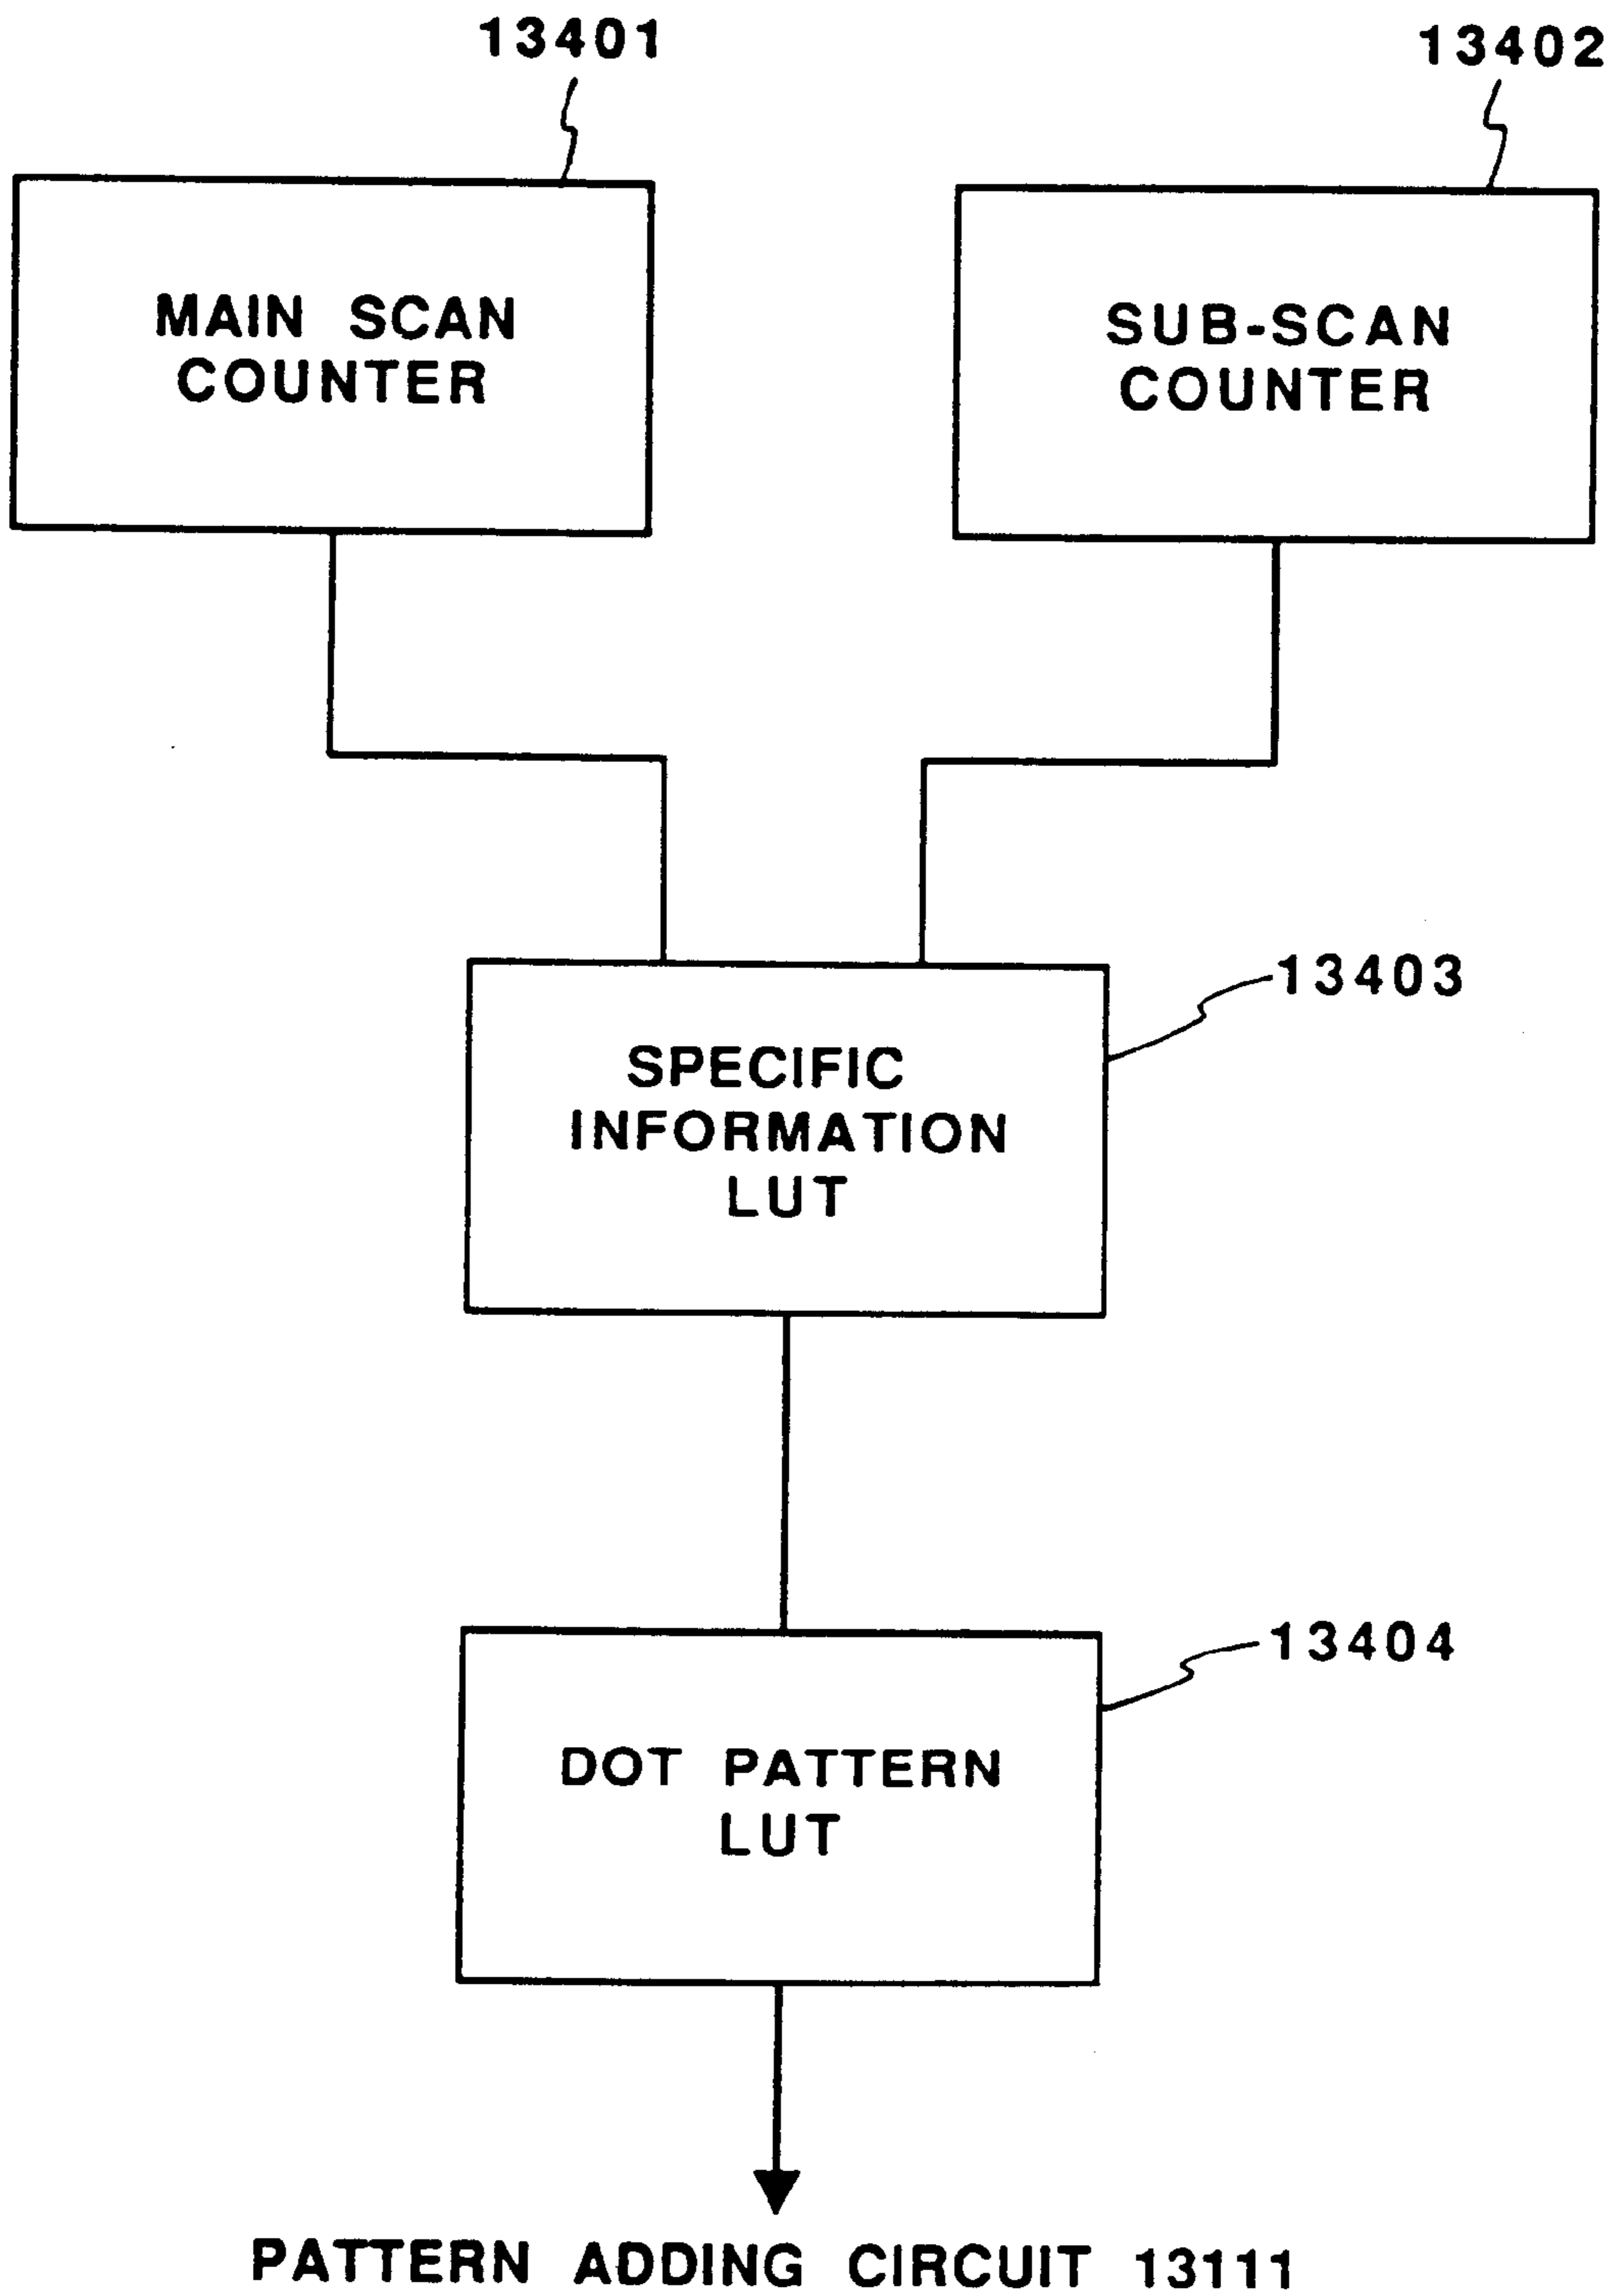 13401
13402
MAIN SCAN
COUNTER
SUB-SCAN
COUNTER
13403
SPECIFIC
INFORMATION
LUT
13404
DOT PATTERN
LUT
PATTERN ADDING CIRCUIT 13111